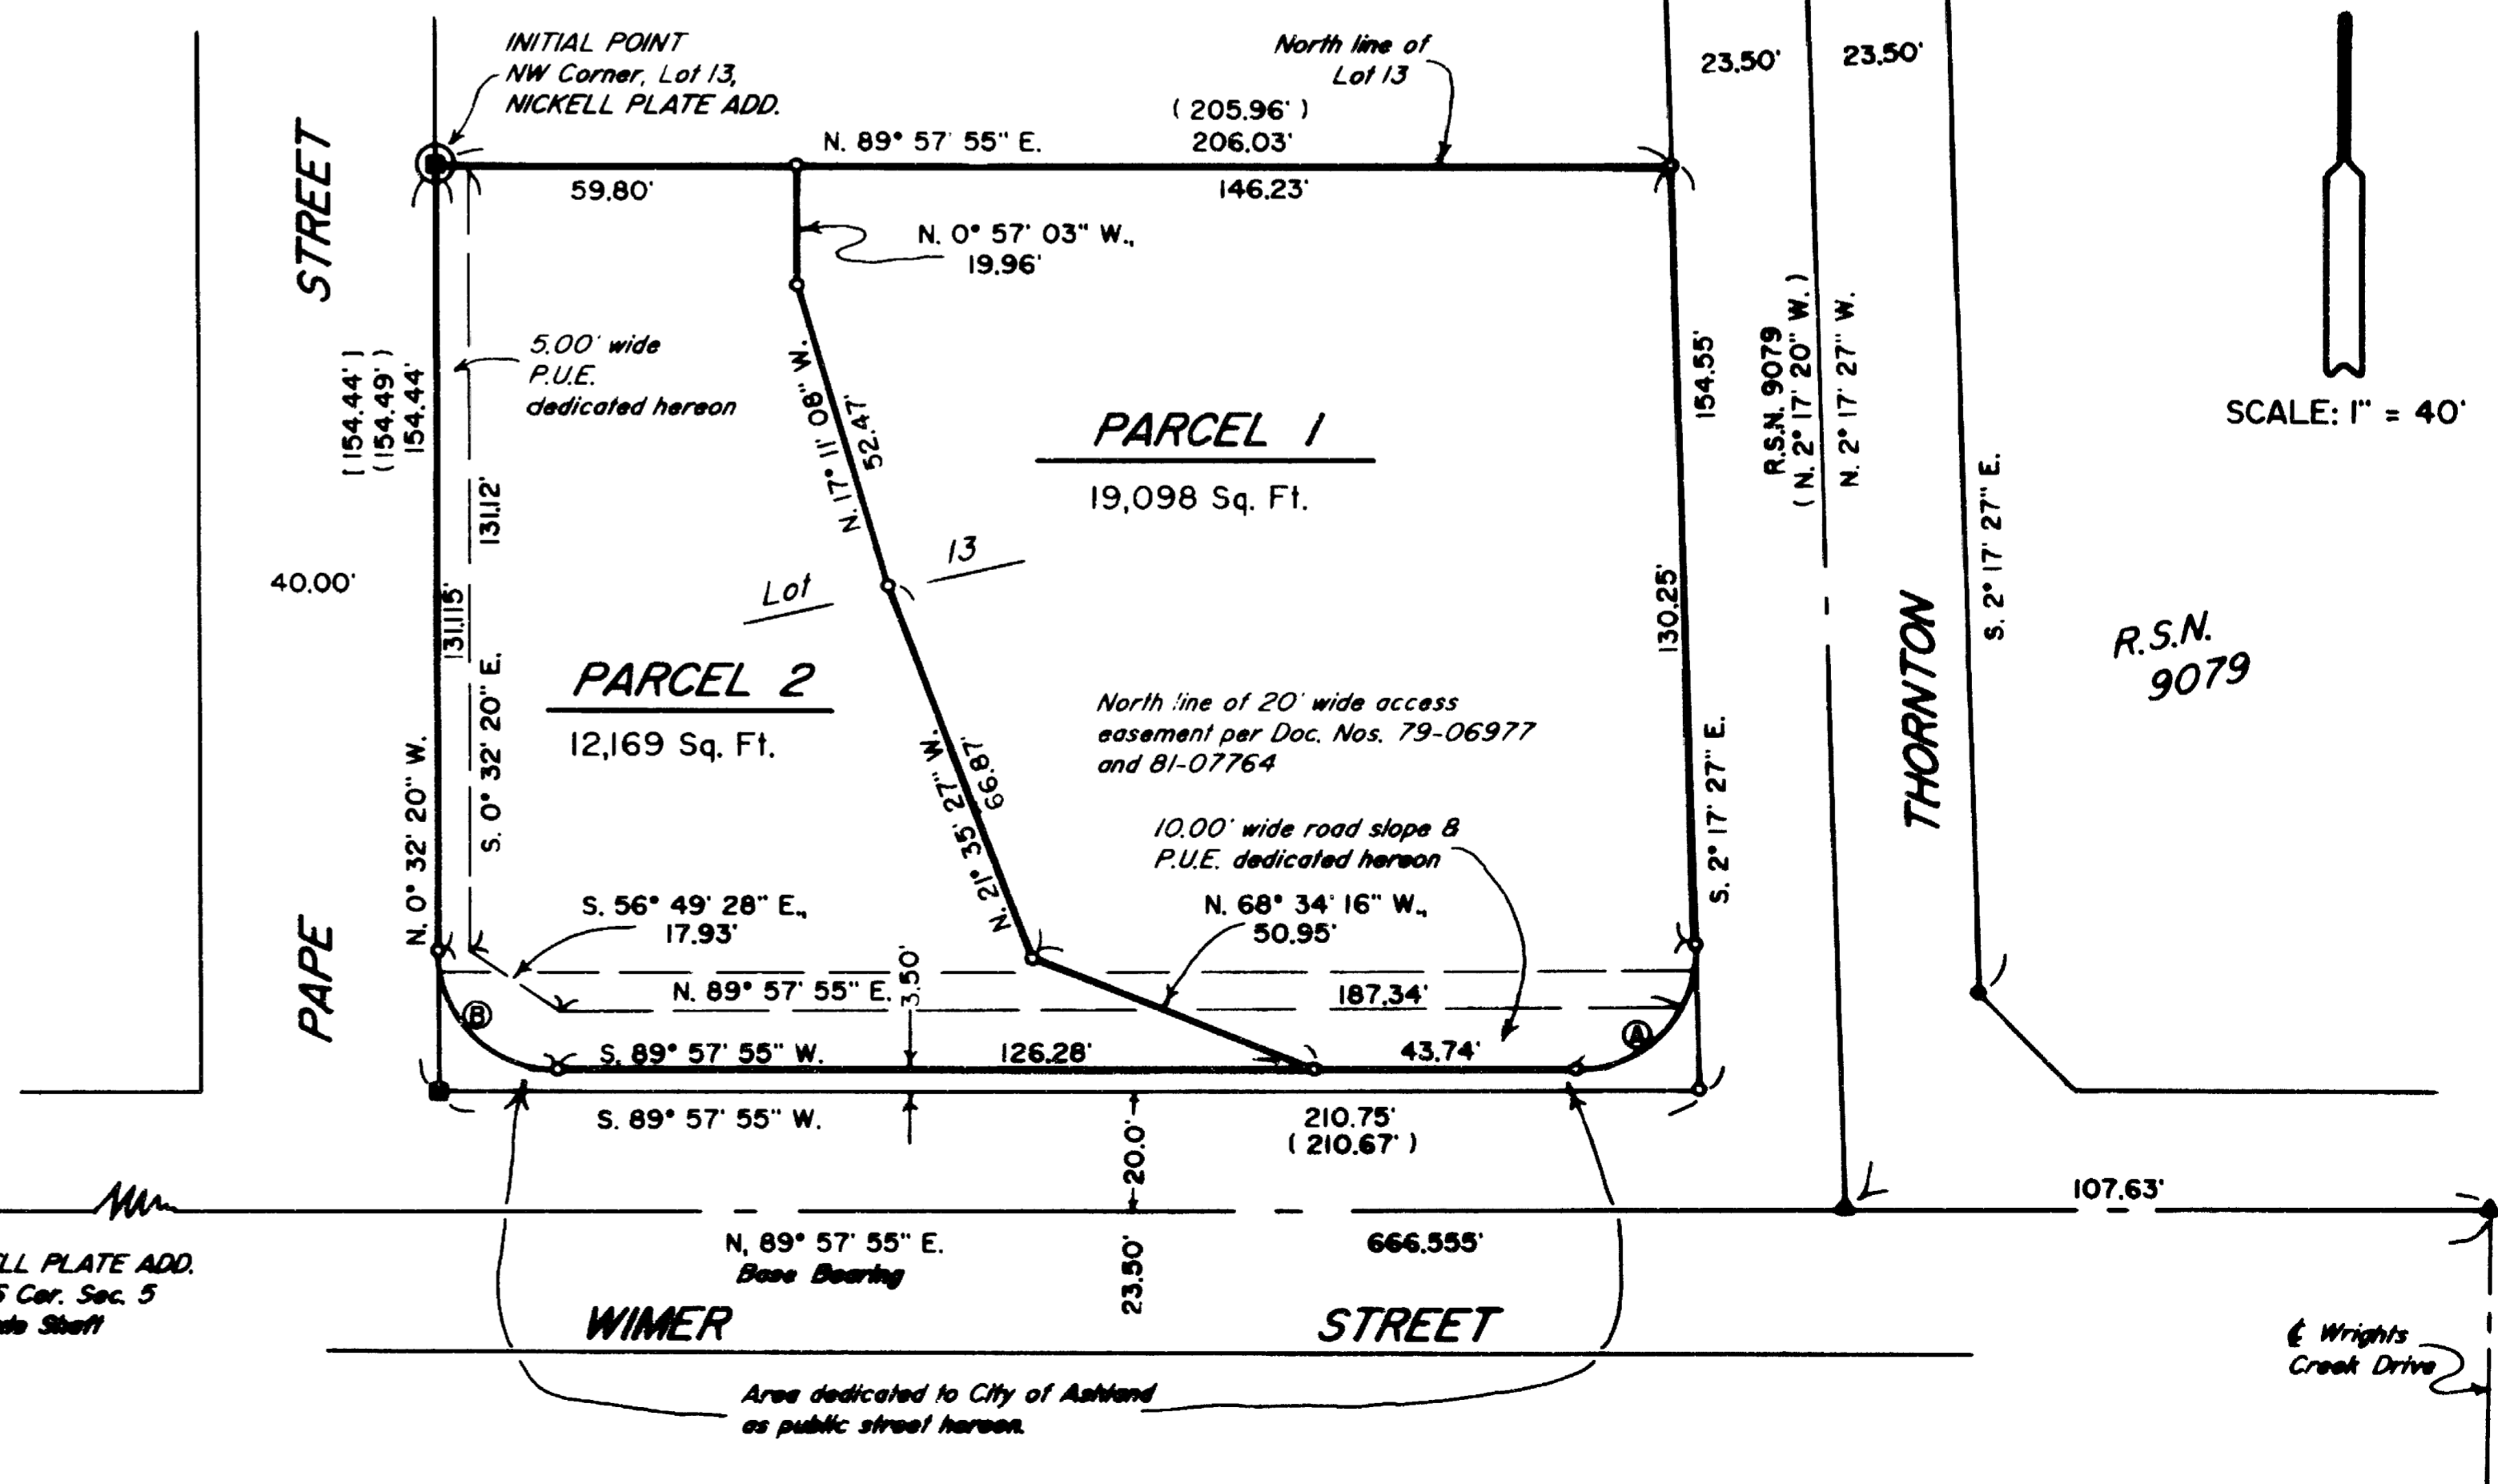 INITIAL POINT
NW Corner, Lot 13,
NICKELL PLATE ADD.
North line of
Lot 13
23.50'
23.50'
( 205.96' )
N. 89° 57' 55" E.
206.03'
59.80'
146.23'
STREET
N. 0° 57' 03" W.,
19.96'
5.00' wide
P.U.E.
dedicated hereon
[ 154.44' ]
( 154.49' )
154.44'
N. 17° 11' 08" W.
52.47'
PARCEL 1
19,098 Sq. Ft.
154.55'
R.S.N. 9079
( N. 2° 17' 20" W. )
N. 2° 17' 27" W.
SCALE: 1" = 40'
131.12'
S. 2° 17' 27" E.
40.00'
131.115'
Lot 13
130.25'
THORNTON
R.S.N.
9079
PARCEL 2
12,169 Sq. Ft.
S. 0° 32' 20" E.
N. 0° 32' 20" W.
North line of 20' wide access
easement per Doc. Nos. 79-06977
and 81-07764
N. 21° 35' 27" W.
66.87'
S. 2° 17' 27" E.
10.00' wide road slope &
P.U.E. dedicated hereon
S. 56° 49' 28" E.,
17.93'
N. 68° 34' 16" W.,
50.95'
PAPE
N. 89° 57' 55" E.
3.50'
187.34'
B
A
S. 89° 57' 55" W.
126.28'
43.74'
S. 89° 57' 55" W.
210.75'
( 210.67' )
20.0'
107.63'
N. 89° 57' 55" E.
666.555'
Base Bearing
23.50'
LL PLATE ADD.
Cor. Sec. 5
Shaft
WIMER STREET
℄ Wrights
Creek Drive
Area dedicated to City of Ashland
as public street hereon.